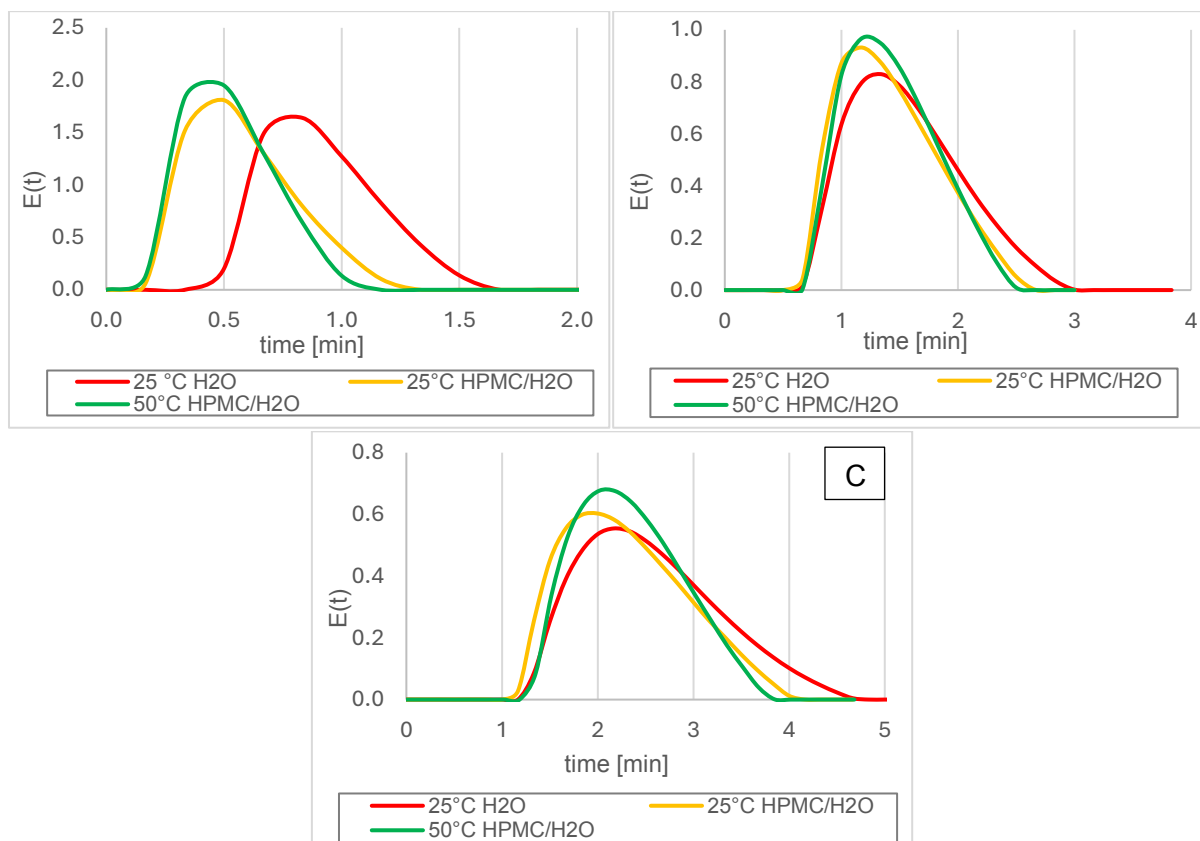 2.5
2.0
1.5
1.0
0.5
0.0
E(t)
0.0 0.5 1.0 1.5 2.0
time [min]
25 °C H2O 25°C HPMC/H2O
50°C HPMC/H2O
1.0
0.8
0.6
0.4
0.2
0.0
E(t)
0 1 2 3 4
time [min]
25°C H2O 25°C HPMC/H2O
50°C HPMC/H2O
C
0.8
0.6
0.4
0.2
0.0
E(t)
0 1 2 3 4 5
time [min]
25°C H2O 25°C HPMC/H2O
50°C HPMC/H2O